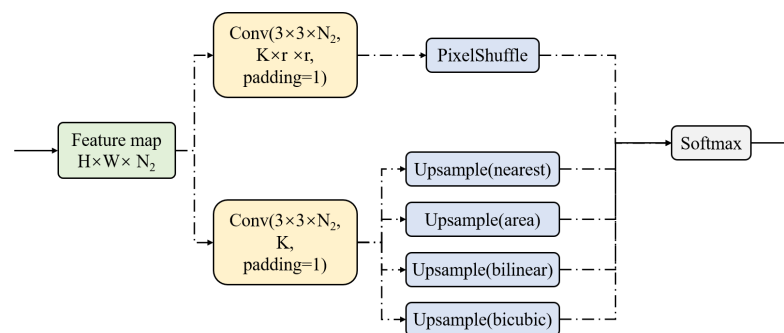 Conv(3×3×N₂,
K×r ×r,
padding=1)
PixelShuffle
Feature map
H×W× N₂
Softmax
Conv(3×3×N₂,
K,
padding=1)
Upsample(nearest)
Upsample(area)
Upsample(bilinear)
Upsample(bicubic)